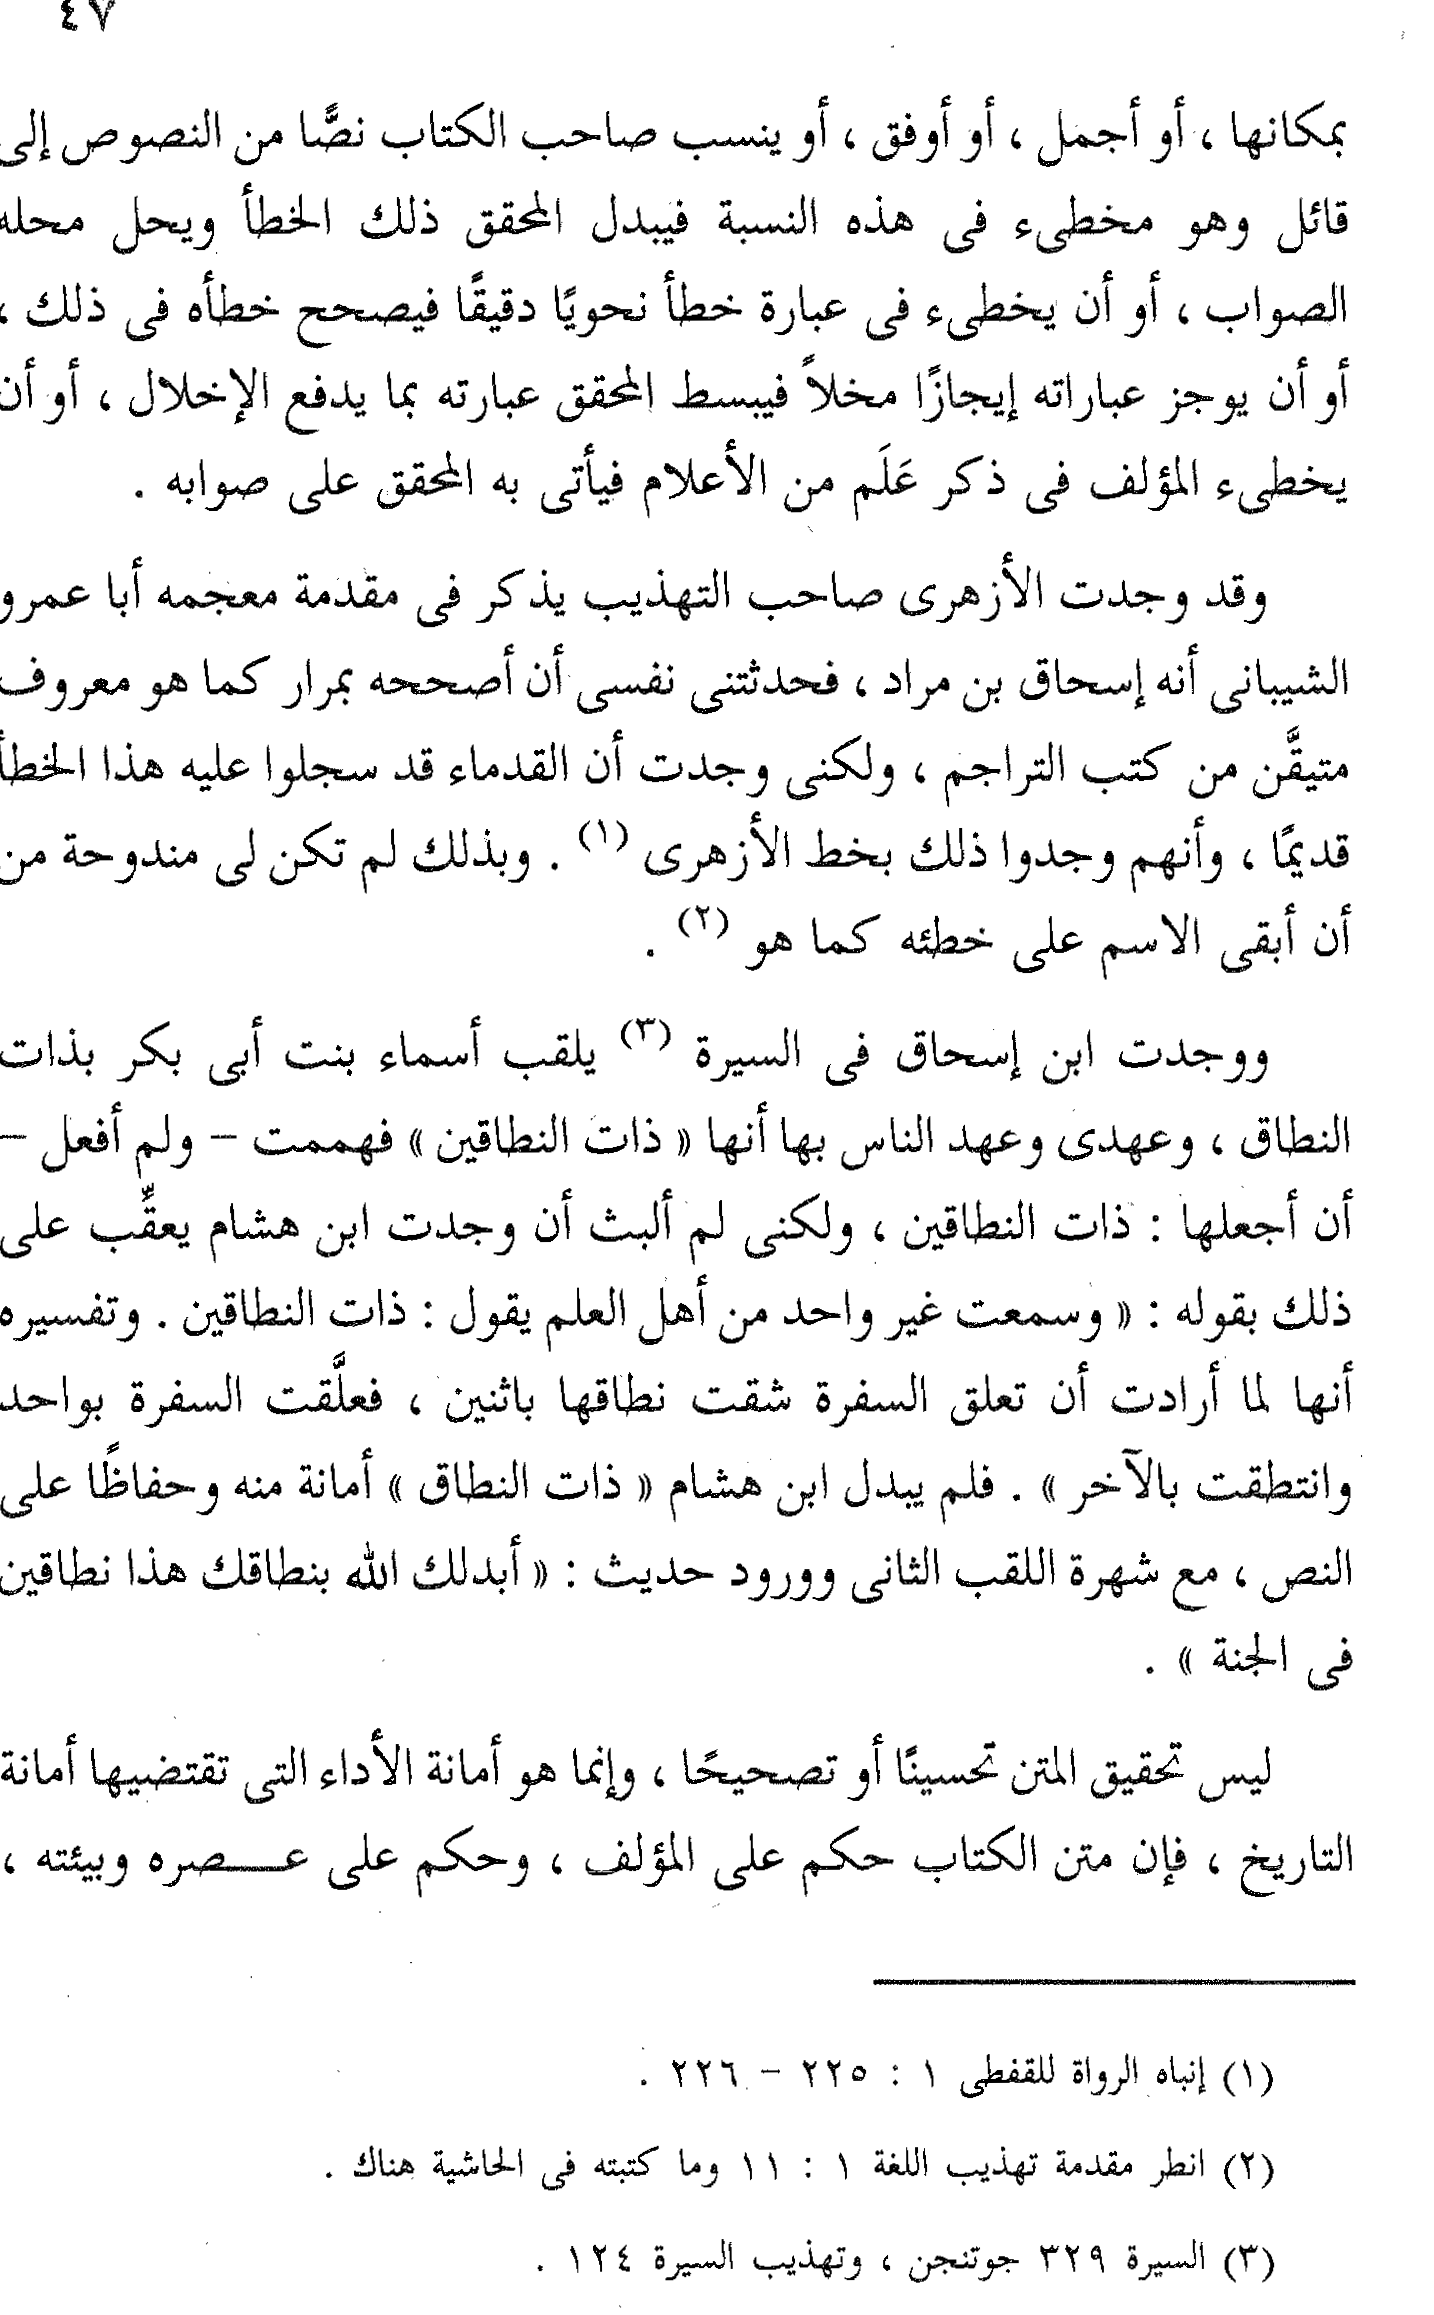 ٤٧
بمكانها ، أو أجمل ، أو أوفق ، أو ينسب صاحب الكتاب نصًّا من النصوص إلى
قائل وهو مخطىء فى هذه النسبة فيبدل المحقق ذلك الخطأ ويحل محله
الصواب ، أو أن يخطىء فى عبارة خطأ نحويًا دقيقًا فيصحح خطأه فى ذلك ،
أو أن يوجز عباراته إيجازًا مخلاً فيبسط المحقق عبارته بما يدفع الإخلال ، أو أن
يخطىء المؤلف فى ذكر عَلَم من الأعلام فيأتى به المحقق على صوابه .
وقد وجدت الأزهرى صاحب التهذيب يذكر فى مقدمة معجمه أبا عمرو
الشيبانى أنه إسحاق بن مراد ، فحدثتنى نفسى أن أصححه بمرار كما هو معروف
متيقَّن من كتب التراجم ، ولكنى وجدت أن القدماء قد سجلوا عليه هذا الخطأ
قديمًا ، وأنهم وجدوا ذلك بخط الأزهرى (١) . وبذلك لم تكن لى مندوحة من
أن أبقى الاسم على خطئه كما هو (٢) .
ووجدت ابن إسحاق فى السيرة (٣) يلقب أسماء بنت أبى بكر بذات
النطاق ، وعهدى وعهد الناس بها أنها « ذات النطاقين » فهممت – ولم أفعل –
أن أجعلها : ذات النطاقين ، ولكنى لم ألبث أن وجدت ابن هشام يعقِّب على
ذلك بقوله : « وسمعت غير واحد من أهل العلم يقول : ذات النطاقين . وتفسيره
أنها لما أرادت أن تعلق السفرة شقت نطاقها باثنين ، فعلَّقت السفرة بواحد
وانتطقت بالآخر » . فلم يبدل ابن هشام « ذات النطاق » أمانة منه وحفاظًا على
النص ، مع شهرة اللقب الثانى وورود حديث : « أبدلك الله بنطاقك هذا نطاقين
فى الجنة » .
ليس تحقيق المتن تحسينًا أو تصحيحًا ، وإنما هو أمانة الأداء التى تقتضيها أمانة
التاريخ ، فإن متن الكتاب حكم على المؤلف ، وحكم على عـــصره وبيئته ،
(١) إنباه الرواة للقفطى ١ : ٢٢٥ – ٢٢٦ .
(٢) انطر مقدمة تهذيب اللغة ١ : ١١ وما كتبته فى الحاشية هناك .
(٣) السيرة ٣٢٩ جوتنجن ، وتهذيب السيرة ١٢٤ .